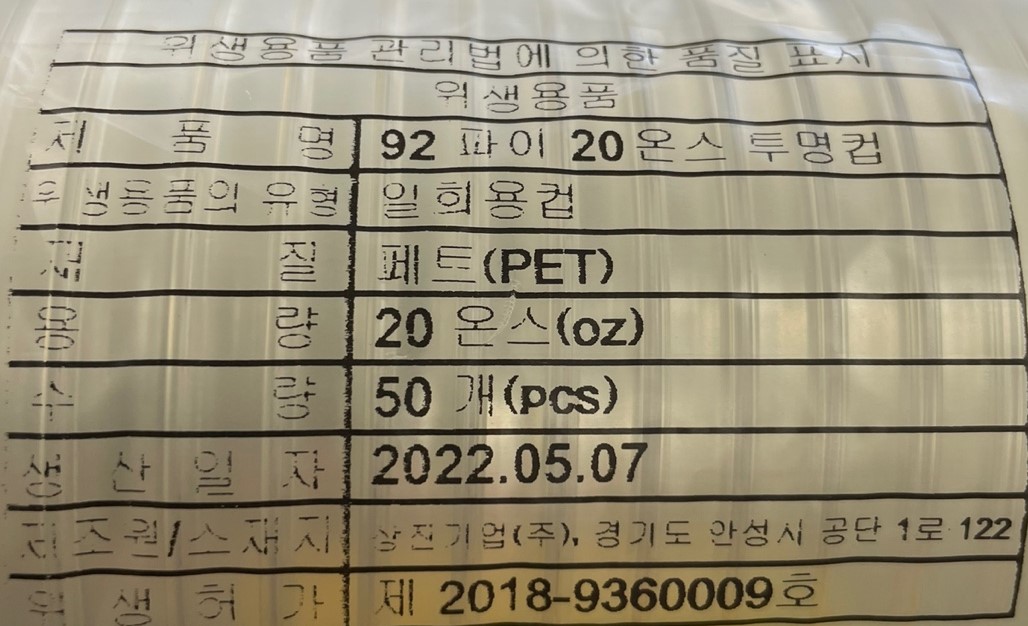 위생용품 관리법에 의한 품질 표시
위생용품
제 품 명 92 파이 20온스 투명컵
위생용품의 유형 일회용컵
재 질 페트(PET)
용 량 20 온스(oz)
수 량 50 개(pcs)
생 산 일 자 2022.05.07
제조원/소재지 상진기업(주), 경기도 안성시 공단 1로 122
위 생 허 가 제 2018-9360009호